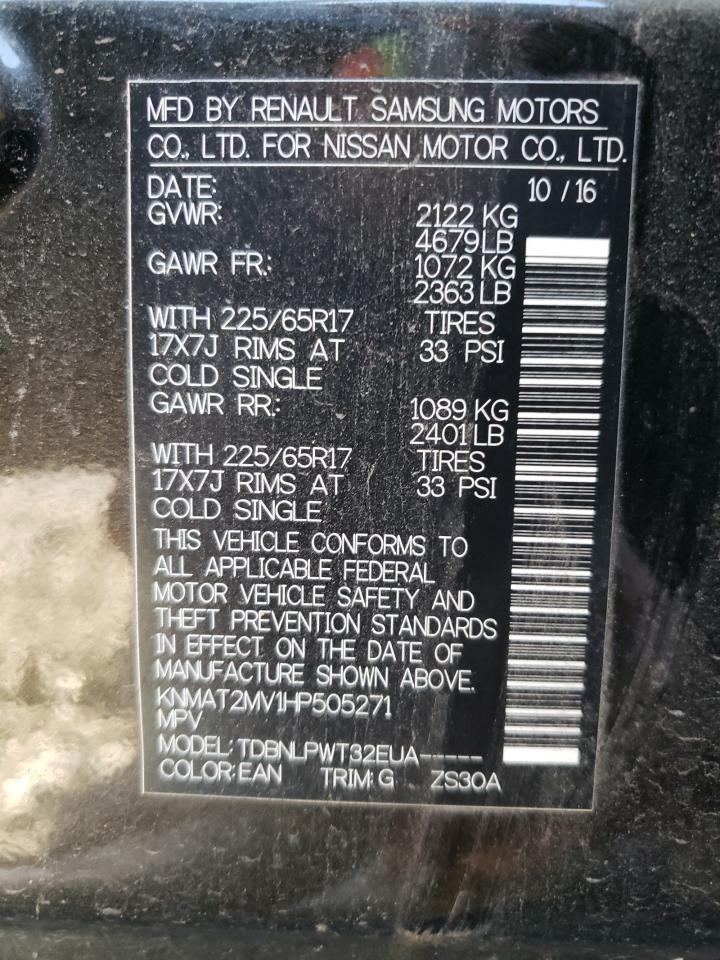 MFD BY RENAULT SAMSUNG MOTORS
CO., LTD. FOR NISSAN MOTOR CO., LTD.
DATE: 10 / 16
GVWR: 2122 KG
4679 LB
GAWR FR.: 1072 KG
2363 LB
WITH 225/65R17 TIRES
17X7J RIMS AT 33 PSI
COLD SINGLE
GAWR RR.: 1089 KG
2401 LB
WITH 225/65R17 TIRES
17X7J RIMS AT 33 PSI
COLD SINGLE
THIS VEHICLE CONFORMS TO
ALL APPLICABLE FEDERAL
MOTOR VEHICLE SAFETY AND
THEFT PREVENTION STANDARDS
IN EFFECT ON THE DATE OF
MANUFACTURE SHOWN ABOVE.
KNMAT2MV1HP505271
MPV
MODEL: TDBNLPWT32EUA-----
COLOR: EAN TRIM: G ZS30A